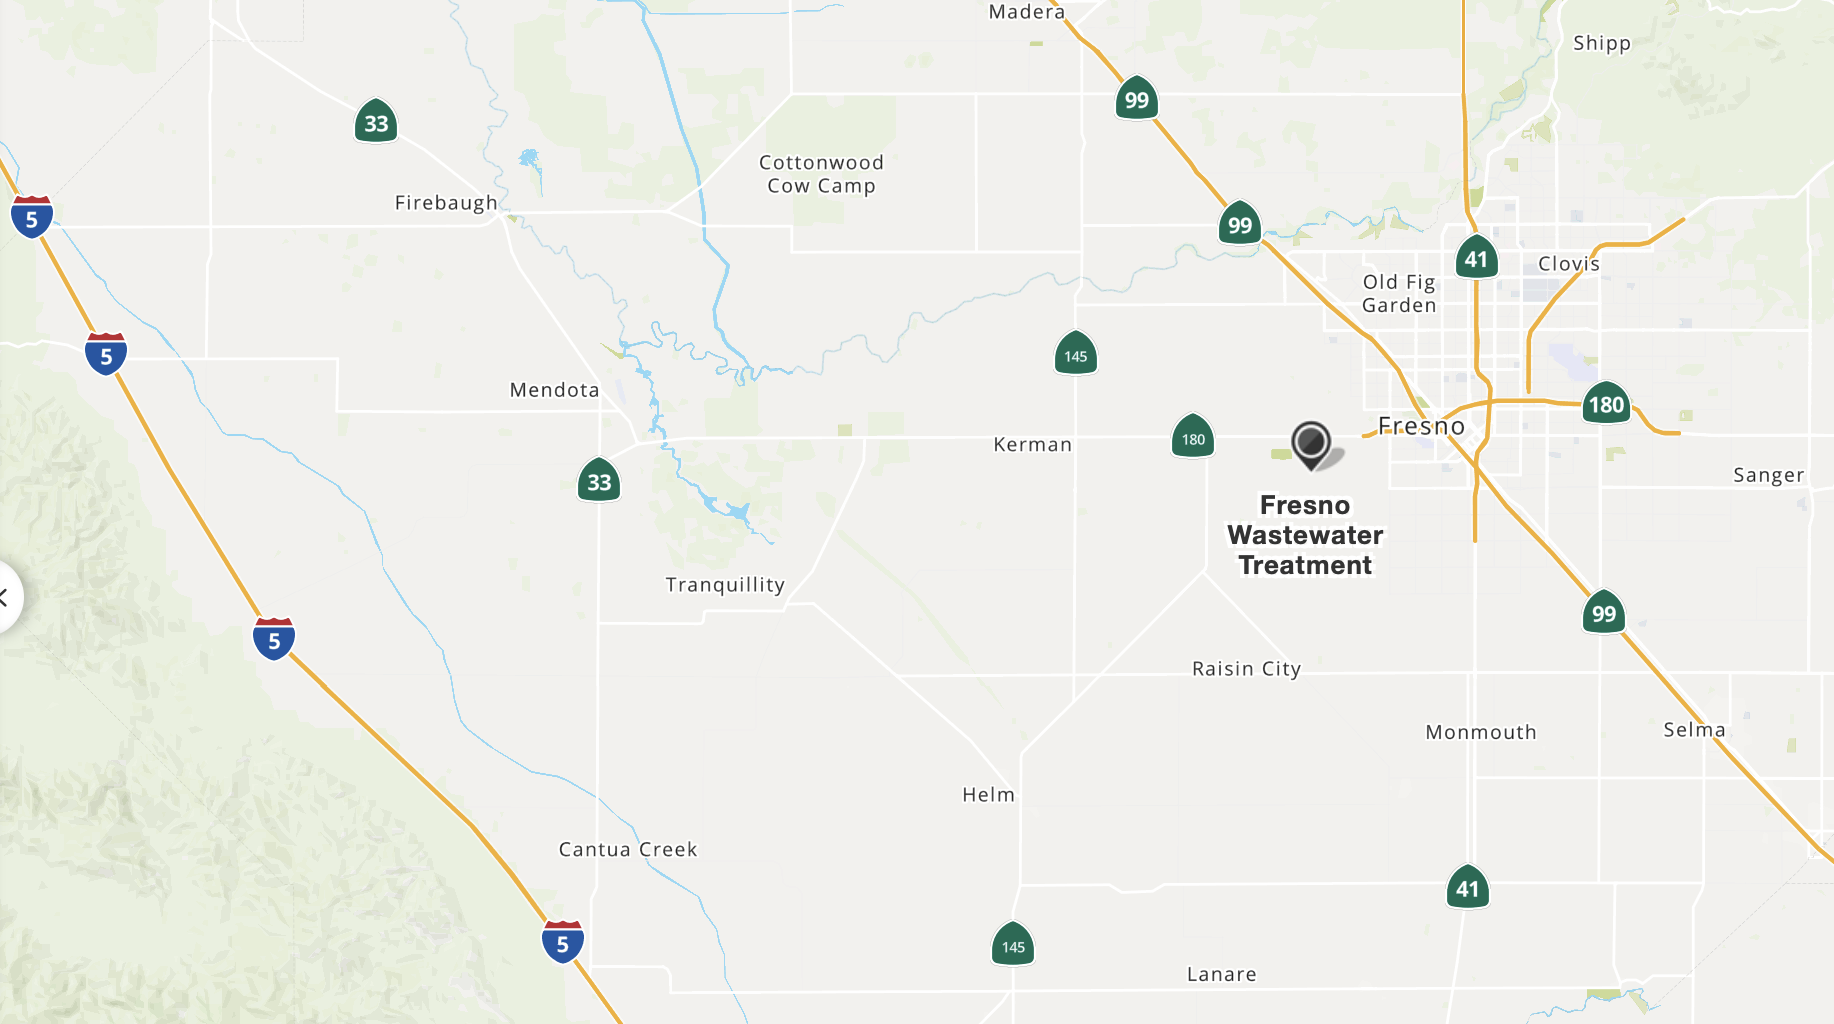 Madera
Shipp
99
33
Cottonwood
Cow Camp
Firebaugh
5
99
41
Clovis
Old Fig
Garden
5
145
Mendota
180
Fresno
Kerman
180
Sanger
33
Fresno
Wastewater
Treatment
Tranquillity
99
5
Raisin City
Monmouth
Selma
Helm
Cantua Creek
41
5
145
Lanare